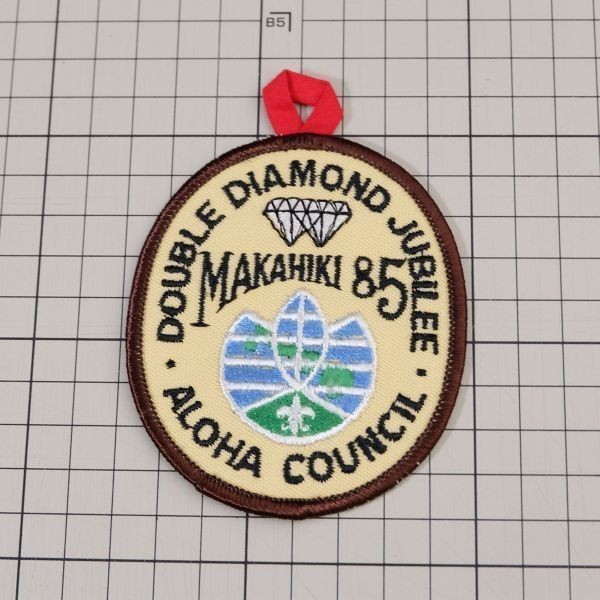 B5
DOUBLE DIAMOND JUBILEE
MAKAHIKI 85
· ALOHA COUNCIL ·